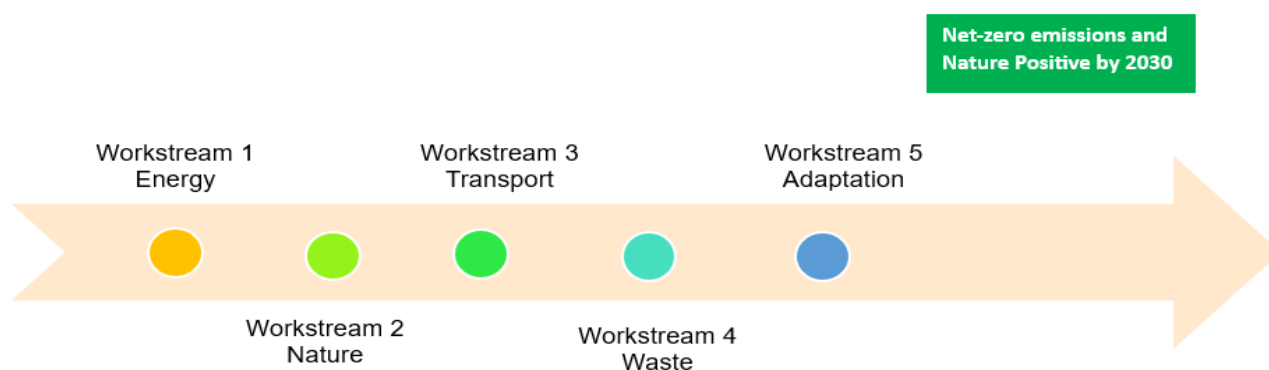 Net-zero emissions and
Nature Positive by 2030
Workstream 1
Energy
Workstream 3
Transport
Workstream 5
Adaptation
Workstream 2
Nature
Workstream 4
Waste